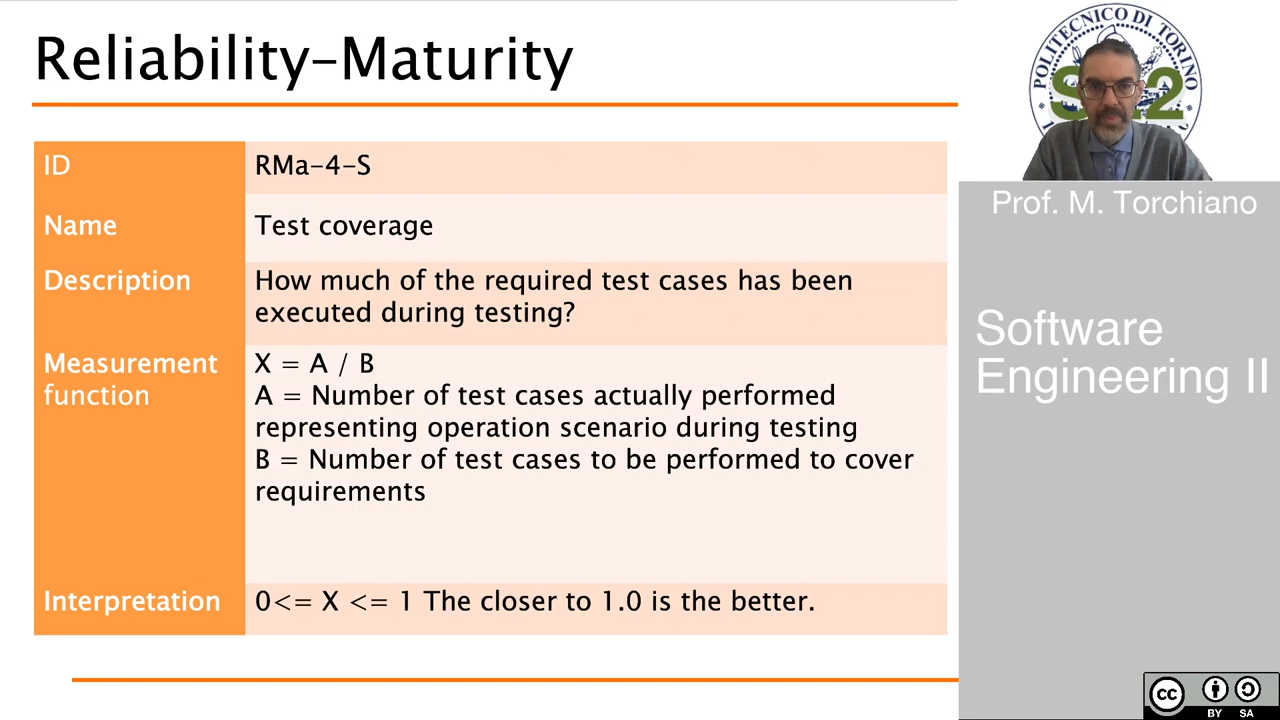 Reliability–Maturity
ID
RMa-4-S
Name
Test coverage
Description
How much of the required test cases has been
executed during testing?
Measurement
function
X = A / B
A = Number of test cases actually performed
representing operation scenario during testing
B = Number of test cases to be performed to cover
requirements
Interpretation
0<= X <= 1 The closer to 1.0 is the better.
POLITECNICO DI TORINO
Prof. M. Torchiano
Software
Engineering II
cc
BY SA